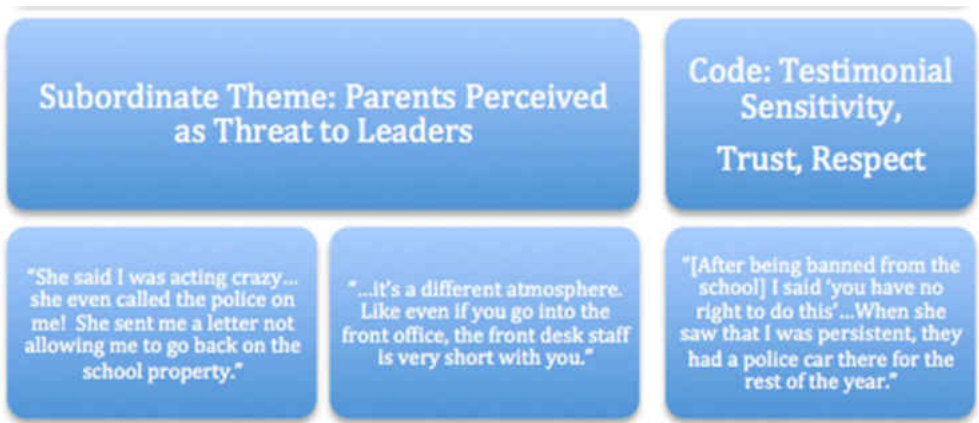 Subordinate Theme: Parents Perceived
as Threat to Leaders
Code: Testimonial
Sensitivity,
Trust, Respect
"She said I was acting crazy...
she even called the police on
me! She sent me a letter not
allowing me to go back on the
school property."
"...it's a different atmosphere.
Like even if you go into the
front office, the front desk staff
is very short with you."
"[After being banned from the
school] I said 'you have no
right to do this'...When she
saw that I was persistent, they
had a police car there for the
rest of the year."